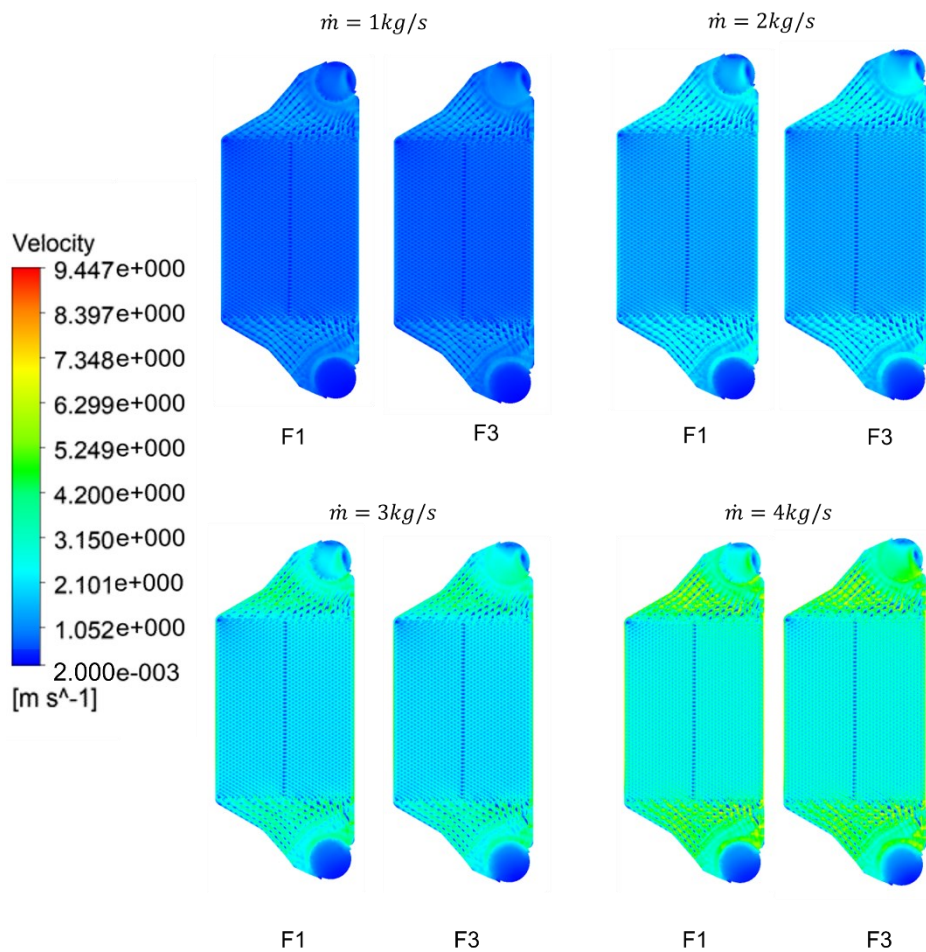 ṁ = 1kg/s
ṁ = 2kg/s
F1
F3
F1
F3
Velocity
9.447e+000
8.397e+000
7.348e+000
6.299e+000
5.249e+000
4.200e+000
3.150e+000
2.101e+000
1.052e+000
2.000e-003
[m s^-1]
ṁ = 3kg/s
ṁ = 4kg/s
F1
F3
F1
F3